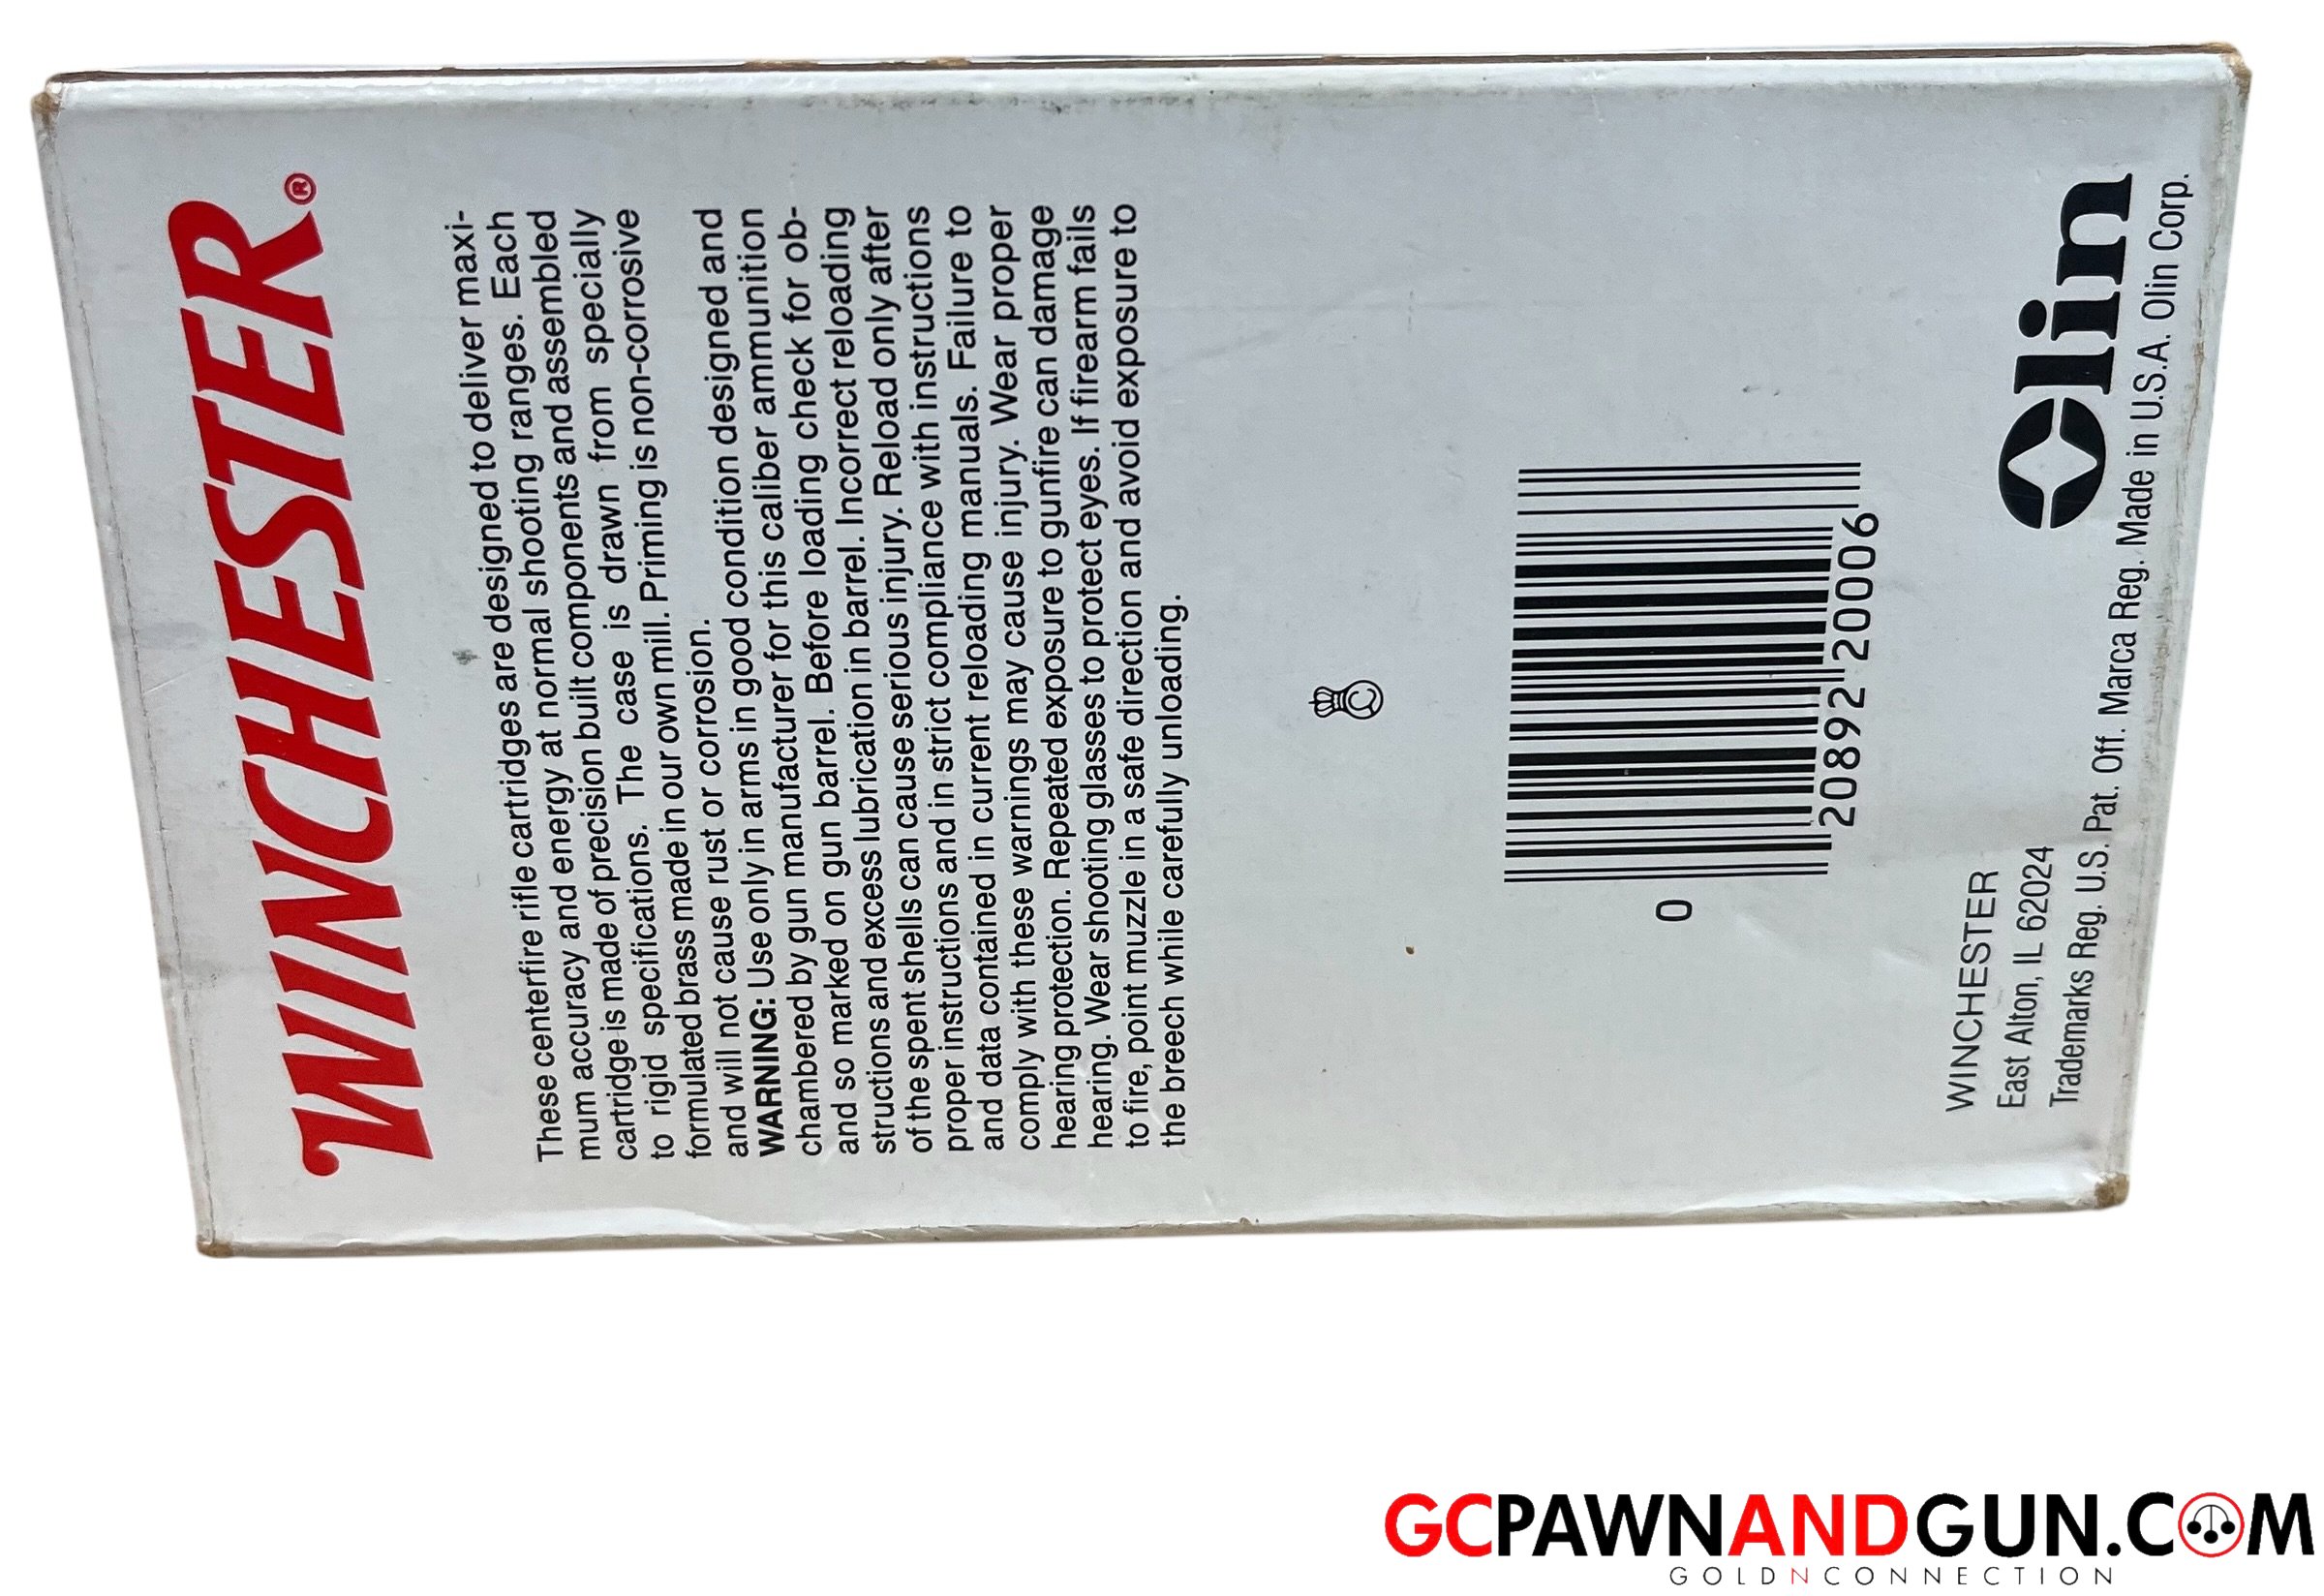 WINCHESTER®
These centerfire rifle cartridges are designed to deliver maxi-
mum accuracy and energy at normal shooting ranges. Each
cartridge is made of precision built components and assembled
to rigid specifications. The case is drawn from specially
formulated brass made in our own mill. Priming is non-corrosive
and will not cause rust or corrosion.
WARNING: Use only in arms in good condition designed and
chambered by gun manufacturer for this caliber ammunition
and so marked on gun barrel. Before loading check for ob-
structions and excess lubrication in barrel. Incorrect reloading
of the spent shells can cause serious injury. Reload only after
proper instructions and in strict compliance with instructions
and data contained in current reloading manuals. Failure to
comply with these warnings may cause injury. Wear proper
hearing protection. Repeated exposure to gunfire can damage
hearing. Wear shooting glasses to protect eyes. If firearm fails
to fire, point muzzle in a safe direction and avoid exposure to
the breech while carefully unloading.
C
0 20892 20006
WINCHESTER
East Alton, IL 62024
Olin
Trademarks Reg. U.S. Pat. Off. Marca Reg. Made in U.S.A. Olin Corp.
GCPAWNANDGUN.COM
GOLDNCONNECTION